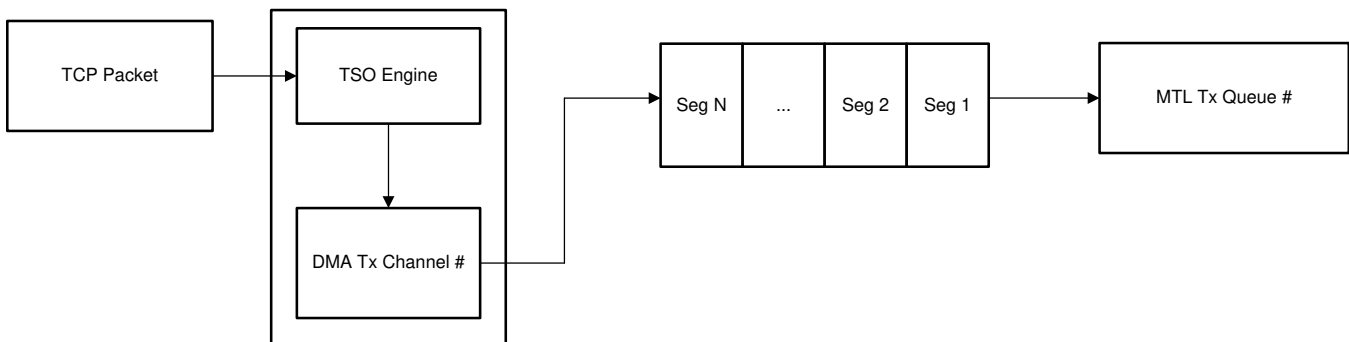 TCP Packet
TSO Engine
DMA Tx Channel #
Seg N
...
Seg 2
Seg 1
MTL Tx Queue #